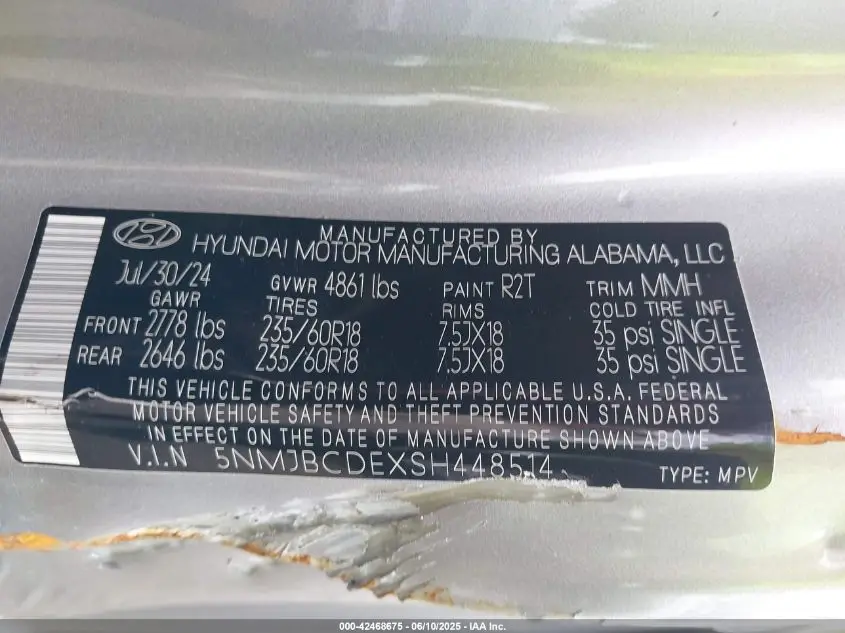 MANUFACTURED BY
HYUNDAI MOTOR MANUFACTURING ALABAMA, LLC
Jul/30/24 GVWR 4861 lbs PAINT R2T TRIM MMH
GAWR TIRES RIMS COLD TIRE INFL
FRONT 2778 lbs 235/60R18 7.5JX18 35 psi SINGLE
REAR 2646 lbs 235/60R18 7.5JX18 35 psi SINGLE
THIS VEHICLE CONFORMS TO ALL APPLICABLE U.S.A. FEDERAL
MOTOR VEHICLE SAFETY AND THEFT PREVENTION STANDARDS
IN EFFECT ON THE DATE OF MANUFACTURE SHOWN ABOVE
V.I.N 5NMJBCDEXSH448514 TYPE: MPV
000-42468675 - 06/10/2025 - IAA Inc.